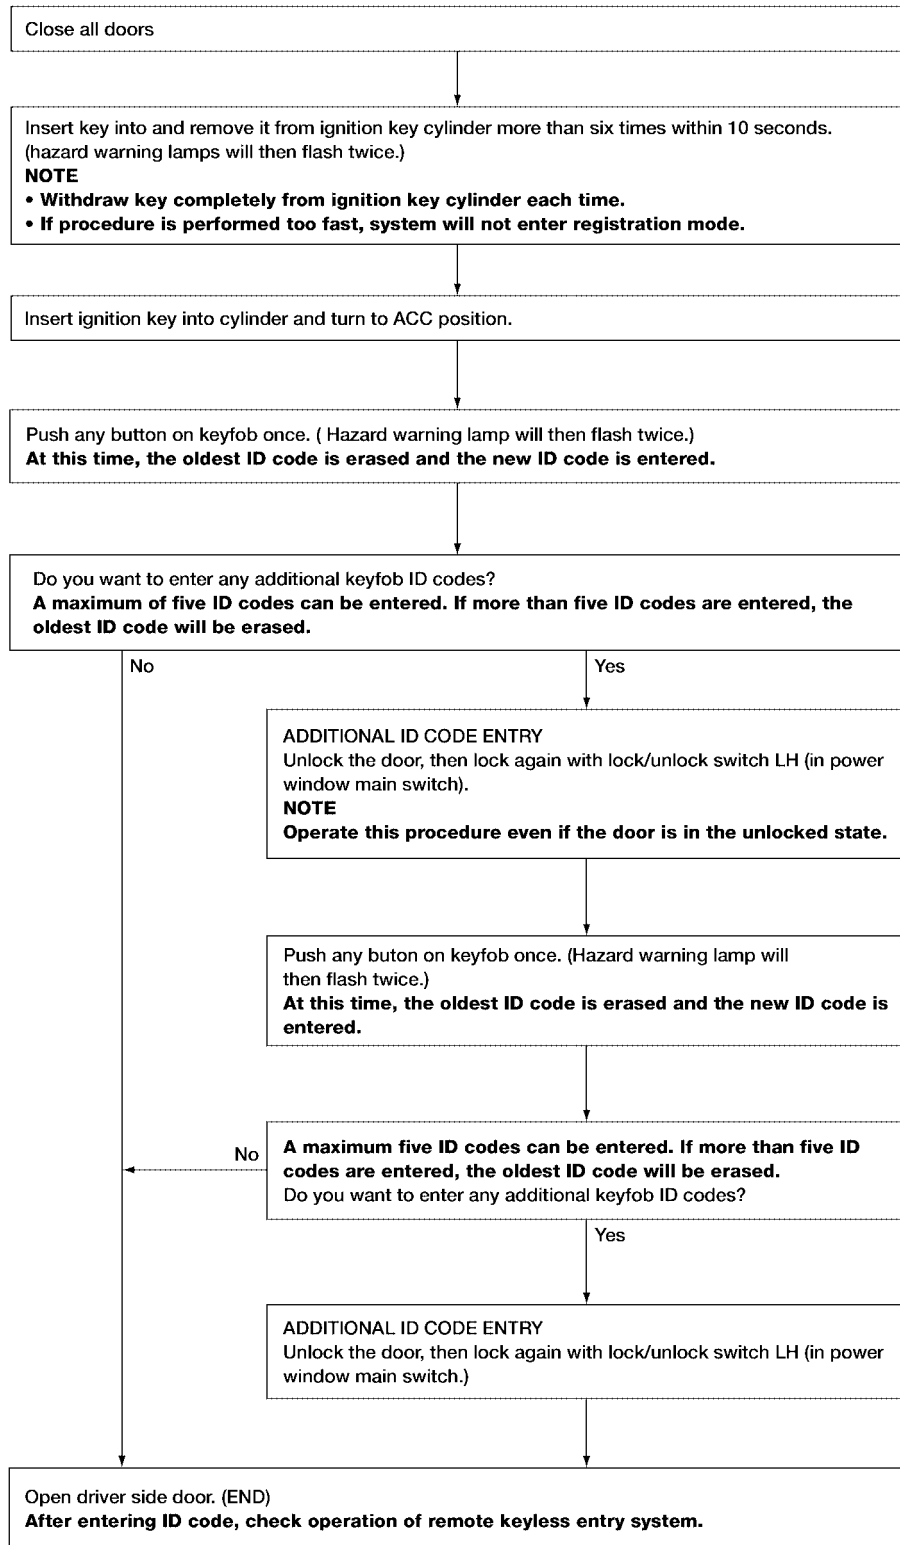 Close all doors
Insert key into and remove it from ignition key cylinder more than six times within 10 seconds.
(hazard warning lamps will then flash twice.)
NOTE
• Withdraw key completely from ignition key cylinder each time.
• If procedure is performed too fast, system will not enter registration mode.
Insert ignition key into cylinder and turn to ACC position.
Push any button on keyfob once. ( Hazard warning lamp will then flash twice.)
At this time, the oldest ID code is erased and the new ID code is entered.
Do you want to enter any additional keyfob ID codes?
A maximum of five ID codes can be entered. If more than five ID codes are entered, the
oldest ID code will be erased.
No
Yes
ADDITIONAL ID CODE ENTRY
Unlock the door, then lock again with lock/unlock switch LH (in power
window main switch).
NOTE
Operate this procedure even if the door is in the unlocked state.
Push any buton on keyfob once. (Hazard warning lamp will
then flash twice.)
At this time, the oldest ID code is erased and the new ID code is
entered.
No
A maximum five ID codes can be entered. If more than five ID
codes are entered, the oldest ID code will be erased.
Do you want to enter any additional keyfob ID codes?
Yes
ADDITIONAL ID CODE ENTRY
Unlock the door, then lock again with lock/unlock switch LH (in power
window main switch.)
Open driver side door. (END)
After entering ID code, check operation of remote keyless entry system.